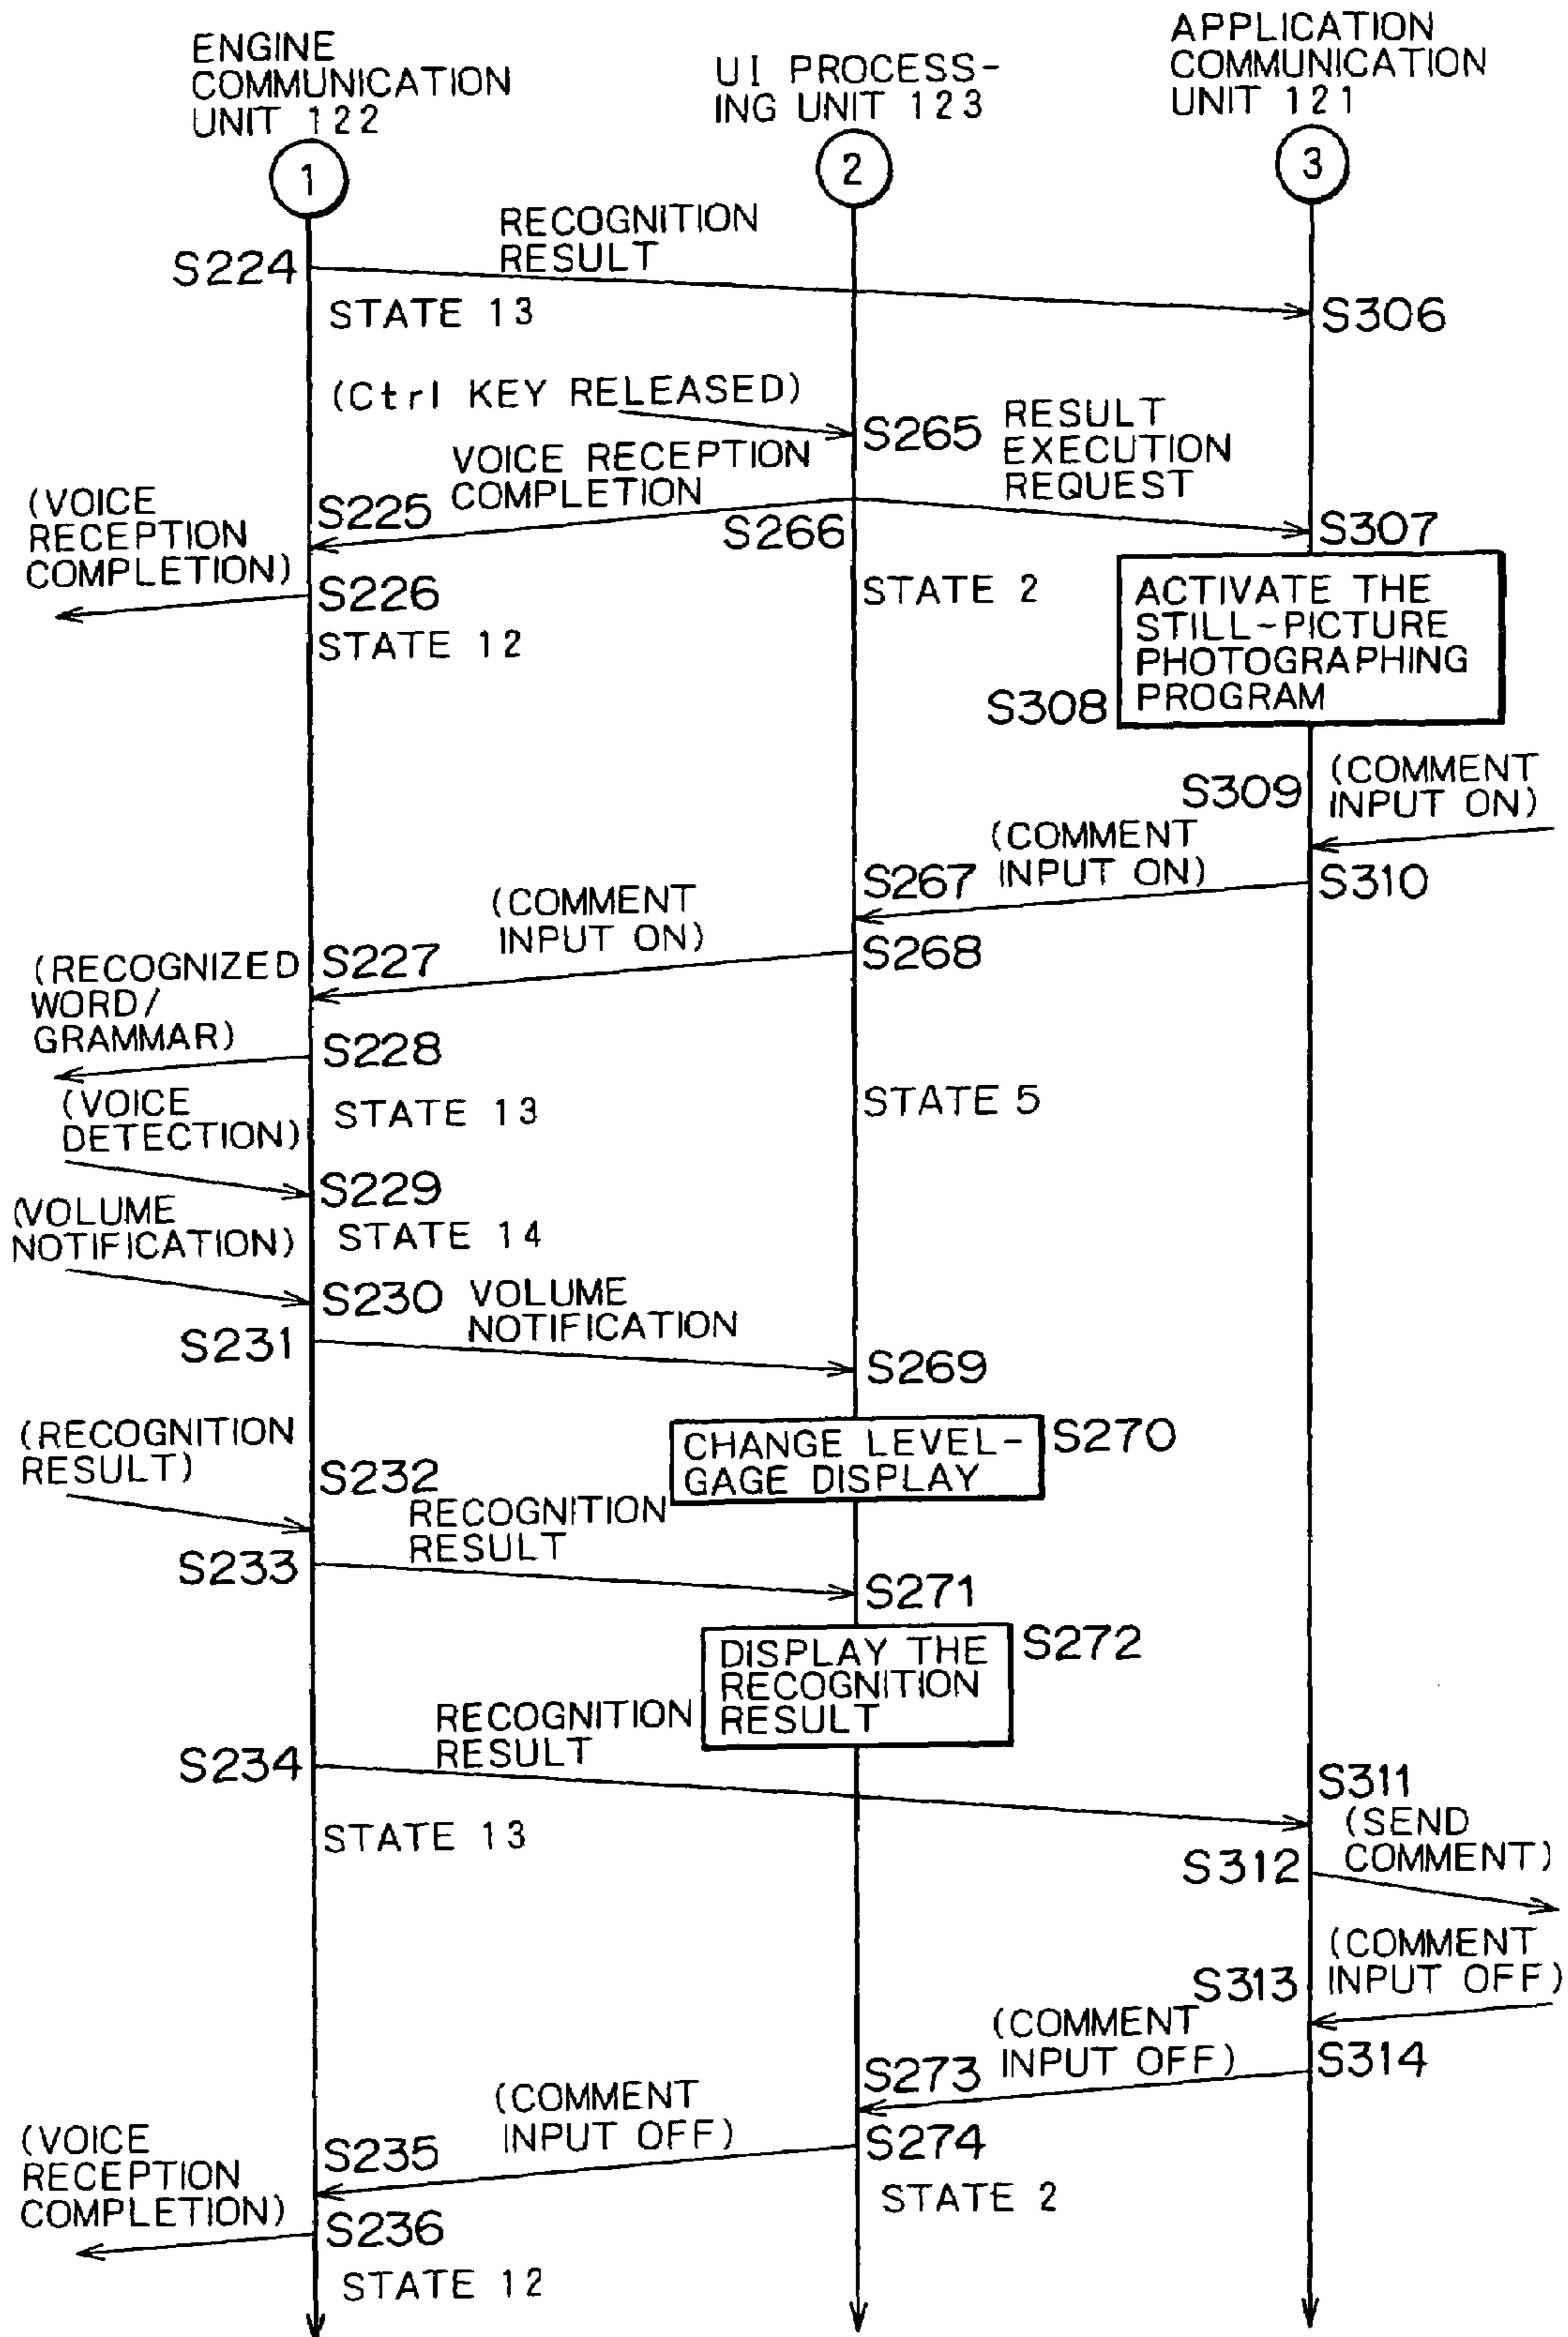 ENGINE
COMMUNICATION
UNIT 122
UI PROCESS-
ING UNIT 123
APPLICATION
COMMUNICATION
UNIT 121
1
2
3
RECOGNITION
RESULT
S224
STATE 13
S306
(Ctrl KEY RELEASED)
S265
RESULT
EXECUTION
REQUEST
VOICE RECEPTION
COMPLETION
(VOICE
RECEPTION
COMPLETION)
S225
S266
S307
S226
STATE 12
STATE 2
ACTIVATE THE
STILL-PICTURE
PHOTOGRAPHING
PROGRAM
S308
S309
(COMMENT
INPUT ON)
(COMMENT
INPUT ON)
S267
S310
(COMMENT
INPUT ON)
S268
S227
(RECOGNIZED
WORD/
GRAMMAR)
S228
STATE 13
STATE 5
(VOICE
DETECTION)
S229
STATE 14
(VOLUME
NOTIFICATION)
S230
VOLUME
NOTIFICATION
S231
S269
CHANGE LEVEL-
GAGE DISPLAY
S270
(RECOGNITION
RESULT)
S232
RECOGNITION
RESULT
S233
S271
DISPLAY THE
RECOGNITION
RESULT
S272
RECOGNITION
RESULT
S234
S311
STATE 13
(SEND
COMMENT)
S312
(COMMENT
INPUT OFF)
S313
(COMMENT
INPUT OFF)
S273
S314
(COMMENT
INPUT OFF)
S274
STATE 2
(VOICE
RECEPTION
COMPLETION)
S235
S236
STATE 12